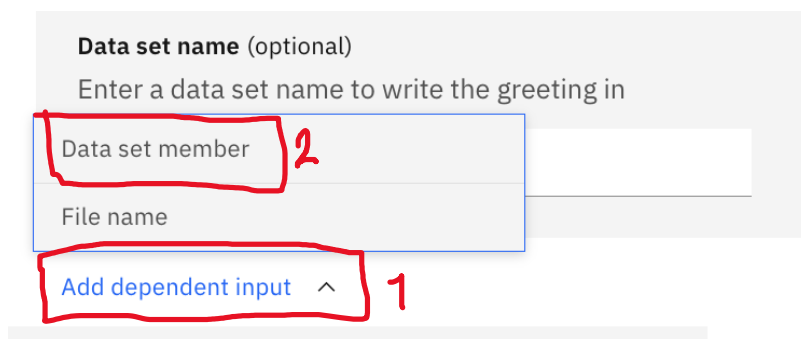 Data set name (optional)
Enter a data set name to write the greeting in
Data set member 2
File name
Add dependent input 1